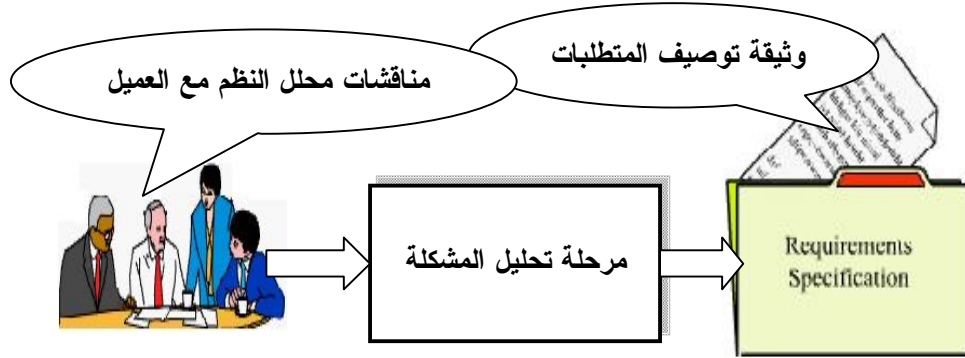 وثيقة توصيف المتطلبات
مناقشات محلل النظم مع العميل
مرحلة تحليل المشكلة
Requirements
Specification